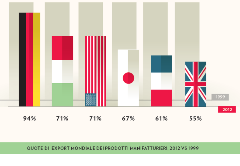 1999
2012
94% 71% 71% 67% 61% 55%
QUOTE DI EXPORT MONDIALE DEI PRODOTTI MANIFATTURIERI, 2012 VS 1999